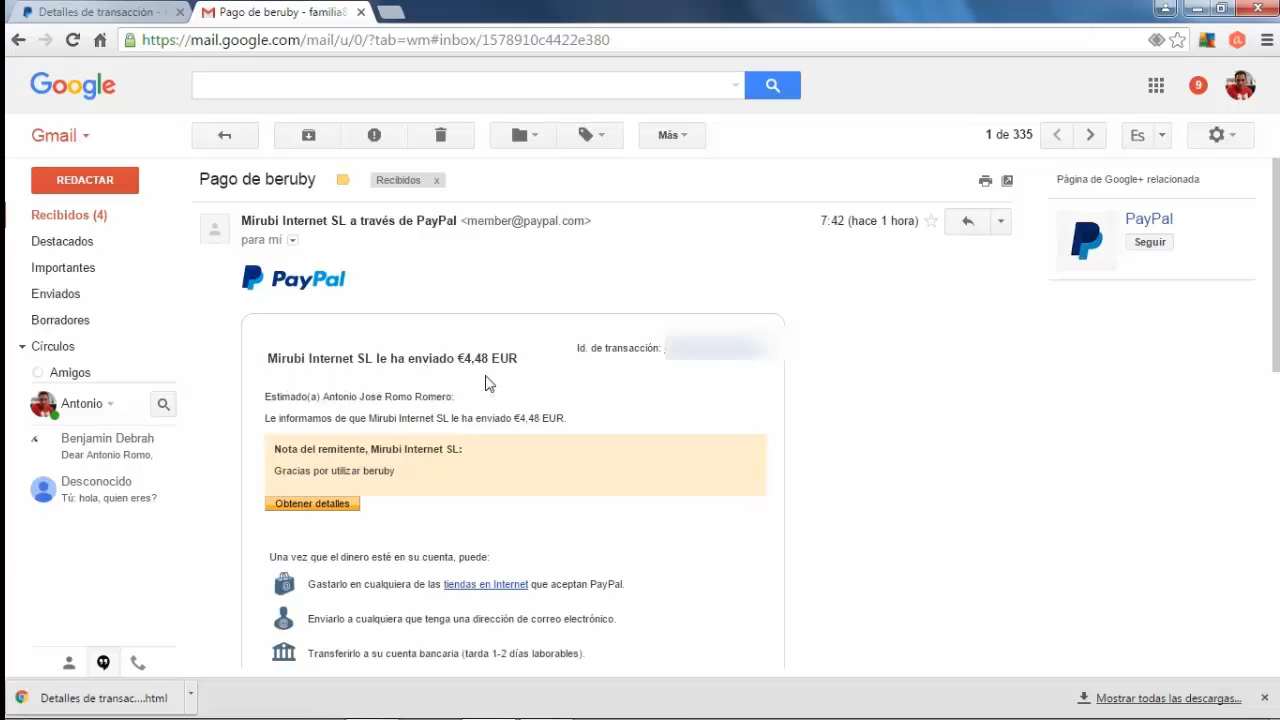 Detalles de transacción -
Pago de beruby - familia8
https://mail.google.com/mail/u/0/?tab=wm#inbox/1578910c4422e380
Google
9
Gmail
Más
1 de 335
Es
REDACTAR
Pago de beruby
Recibidos x
Página de Google+ relacionada
Recibidos (4)
Mirubi Internet SL a través de PayPal <member@paypal.com>
7:42 (hace 1 hora)
PayPal
para mí
Seguir
Destacados
Importantes
PayPal
Enviados
Borradores
Círculos
Id. de transacción:
Mirubi Internet SL le ha enviado €4,48 EUR
Amigos
Estimado(a) Antonio Jose Romo Romero:
Antonio
Le informamos de que Mirubi Internet SL le ha enviado €4,48 EUR.
Benjamin Debrah
Dear Antonio Romo,
Nota del remitente, Mirubi Internet SL:
Gracias por utilizar beruby
Desconocido
Tú: hola, quien eres?
Obtener detalles
Una vez que el dinero esté en su cuenta, puede:
Gastarlo en cualquiera de las tiendas en Internet que aceptan PayPal.
Enviarlo a cualquiera que tenga una dirección de correo electrónico.
Transferirlo a su cuenta bancaria (tarda 1-2 días laborables).
Detalles de transac....html
Mostrar todas las descargas...